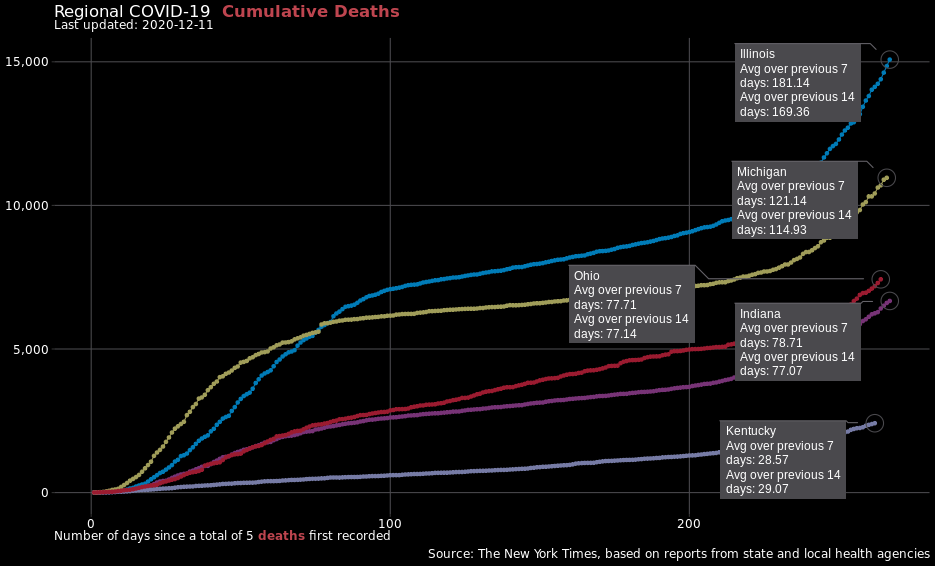 Regional COVID-19 Cumulative Deaths
Last updated: 2020-12-11
15,000
10,000
5,000
0
Illinois
Avg over previous 7
days: 181.14
Avg over previous 14
days: 169.36
Michigan
Avg over previous 7
days: 121.14
Avg over previous 14
days: 114.93
Ohio
Avg over previous 7
days: 77.71
Avg over previous 14
days: 77.14
Indiana
Avg over previous 7
days: 78.71
Avg over previous 14
days: 77.07
Kentucky
Avg over previous 7
days: 28.57
Avg over previous 14
days: 29.07
0
100
200
Number of days since a total of 5 deaths first recorded
Source: The New York Times, based on reports from state and local health agencies